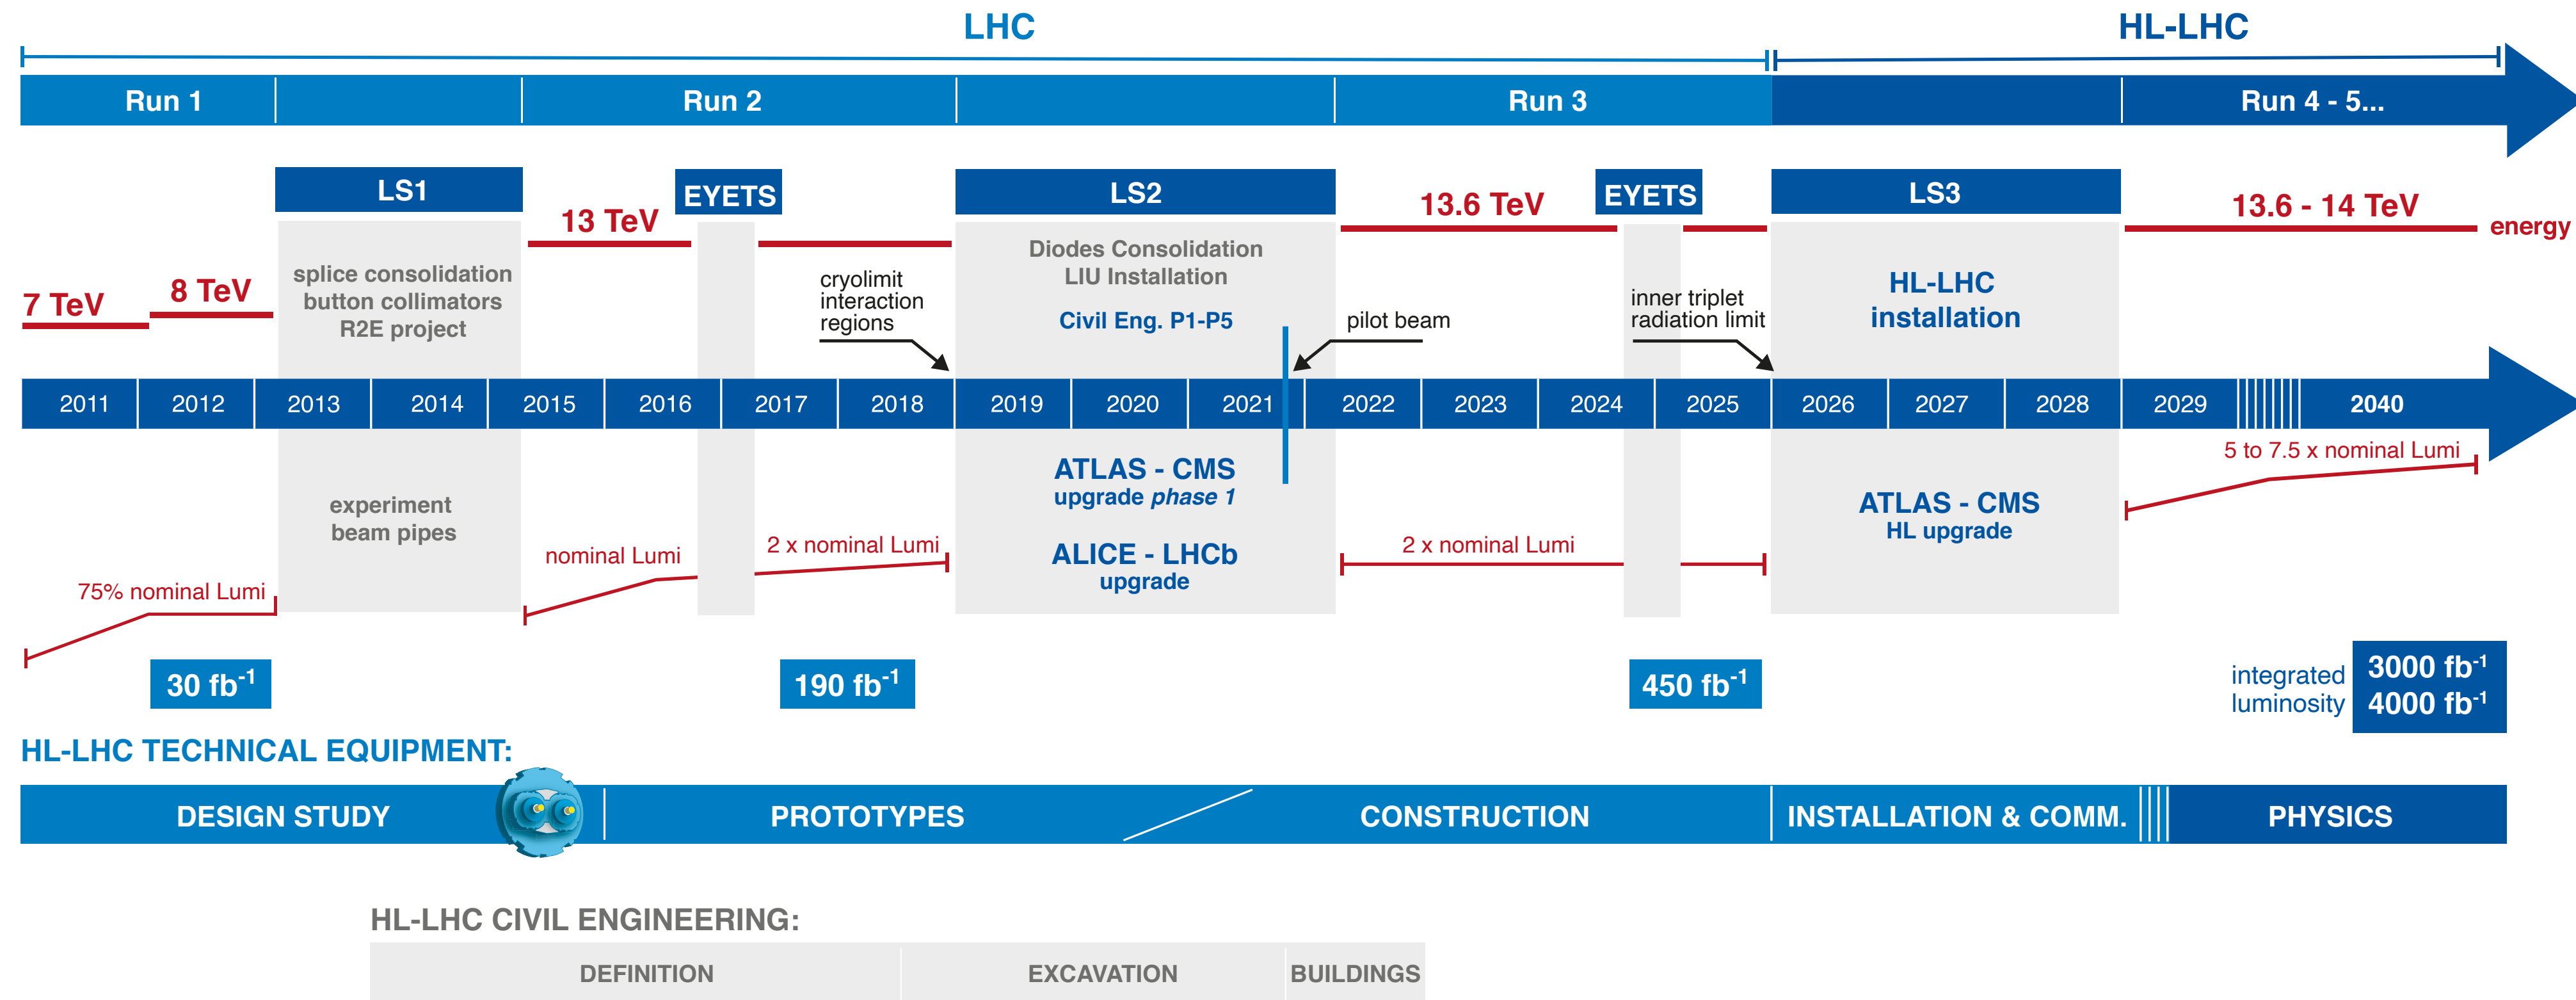 LHC
HL-LHC
Run 1
Run 2
Run 3
Run 4 - 5...
LS1
EYETS
LS2
EYETS
LS3
13 TeV
13.6 TeV
13.6 - 14 TeV
energy
7 TeV
8 TeV
splice consolidation
button collimators
R2E project
cryolimit
interaction
regions
Diodes Consolidation
LIU Installation
Civil Eng. P1-P5
pilot beam
inner triplet
radiation limit
HL-LHC
installation
2011
2012
2013
2014
2015
2016
2017
2018
2019
2020
2021
2022
2023
2024
2025
2026
2027
2028
2029
2040
5 to 7.5 x nominal Lumi
experiment
beam pipes
ATLAS - CMS
upgrade phase 1
ALICE - LHCb
upgrade
ATLAS - CMS
HL upgrade
75% nominal Lumi
nominal Lumi
2 x nominal Lumi
2 x nominal Lumi
30 fb-1
190 fb-1
450 fb-1
integrated
luminosity
3000 fb-1
4000 fb-1
HL-LHC TECHNICAL EQUIPMENT:
DESIGN STUDY
PROTOTYPES
CONSTRUCTION
INSTALLATION & COMM.
PHYSICS
HL-LHC CIVIL ENGINEERING:
DEFINITION
EXCAVATION
BUILDINGS